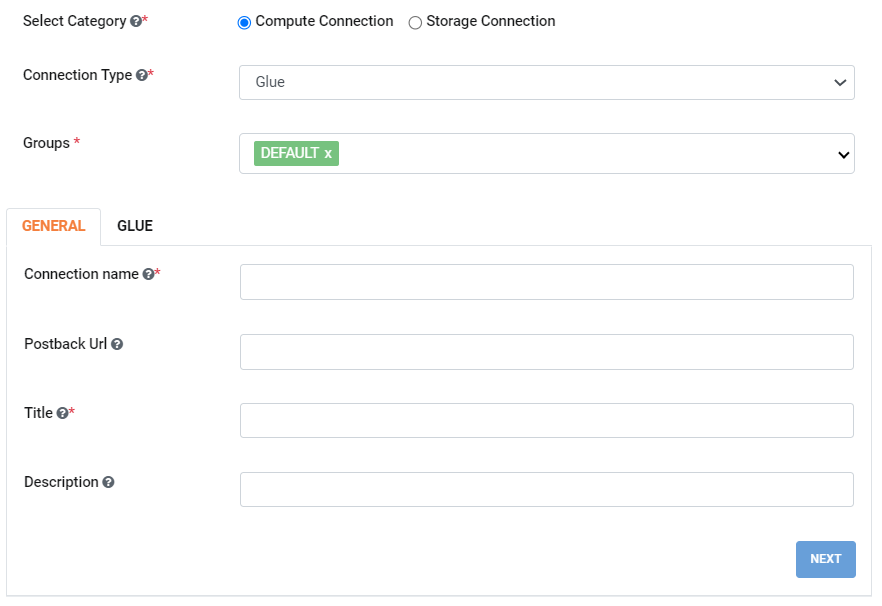 Select Category * Compute Connection Storage Connection
Connection Type * Glue
Groups * DEFAULT x
GENERAL GLUE
Connection name *
Postback Url
Title *
Description
NEXT